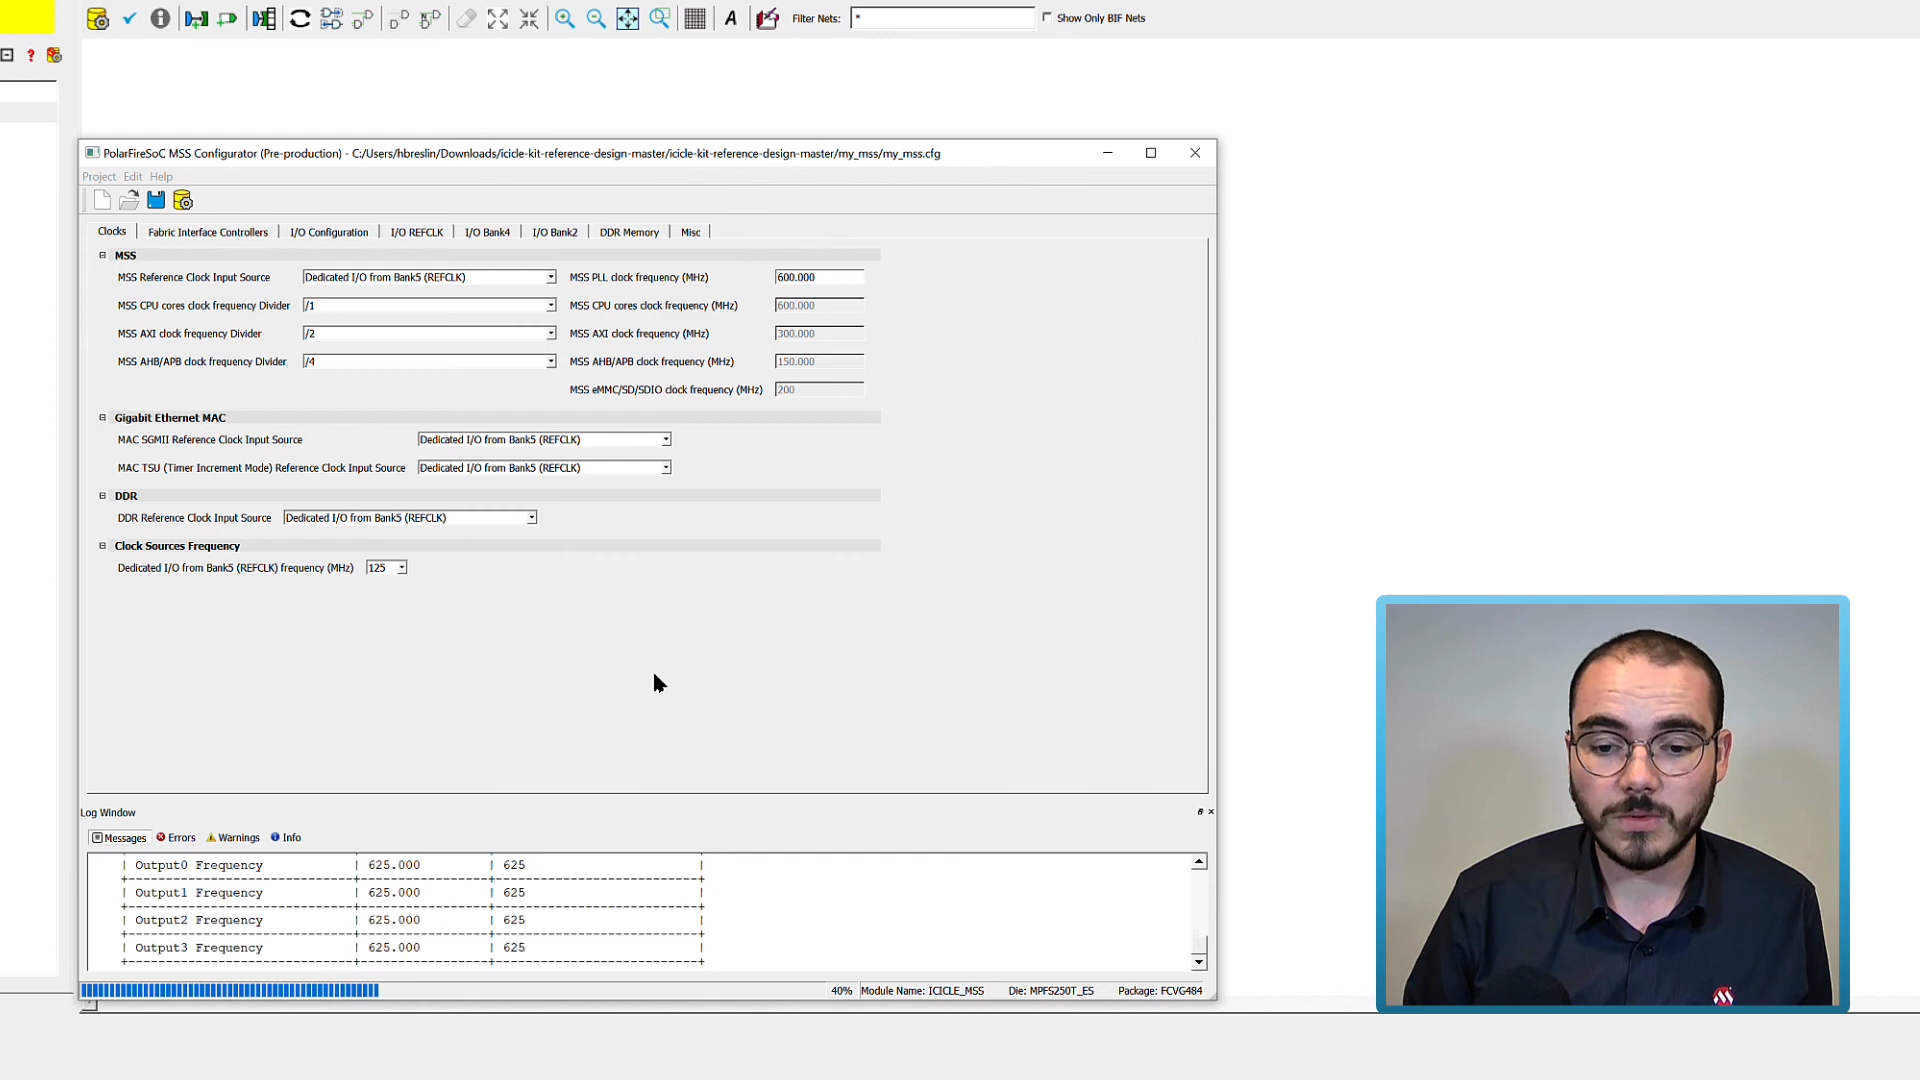 A Filter Nets: * Show Only BIF Nets
?
PolarFireSoC MSS Configurator (Pre-production) - C:/Users/hbreslin/Downloads/icicle-kit-reference-design-master/icicle-kit-reference-design-master/my_mss/my_mss.cfg
Project Edit Help
Clocks Fabric Interface Controllers I/O Configuration I/O REFCLK I/O Bank4 I/O Bank2 DDR Memory Misc
MSS
MSS Reference Clock Input Source Dedicated I/O from Bank5 (REFCLK) MSS PLL clock frequency (MHz) 600.000
MSS CPU cores clock frequency Divider /1 MSS CPU cores clock frequency (MHz) 600.000
MSS AXI clock frequency Divider /2 MSS AXI clock frequency (MHz) 300.000
MSS AHB/APB clock frequency Divider /4 MSS AHB/APB clock frequency (MHz) 150.000
MSS eMMC/SD/SDIO clock frequency (MHz) 200
Gigabit Ethernet MAC
MAC SGMII Reference Clock Input Source Dedicated I/O from Bank5 (REFCLK)
MAC TSU (Timer Increment Mode) Reference Clock Input Source Dedicated I/O from Bank5 (REFCLK)
DDR
DDR Reference Clock Input Source Dedicated I/O from Bank5 (REFCLK)
Clock Sources Frequency
Dedicated I/O from Bank5 (REFCLK) frequency (MHz) 125
Log Window
Messages Errors Warnings Info
| Output0 Frequency | 625.000 | 625 |
| Output1 Frequency | 625.000 | 625 |
| Output2 Frequency | 625.000 | 625 |
| Output3 Frequency | 625.000 | 625 |
40% Module Name: ICICLE_MSS Die: MPFS250T_ES Package: FCVG484